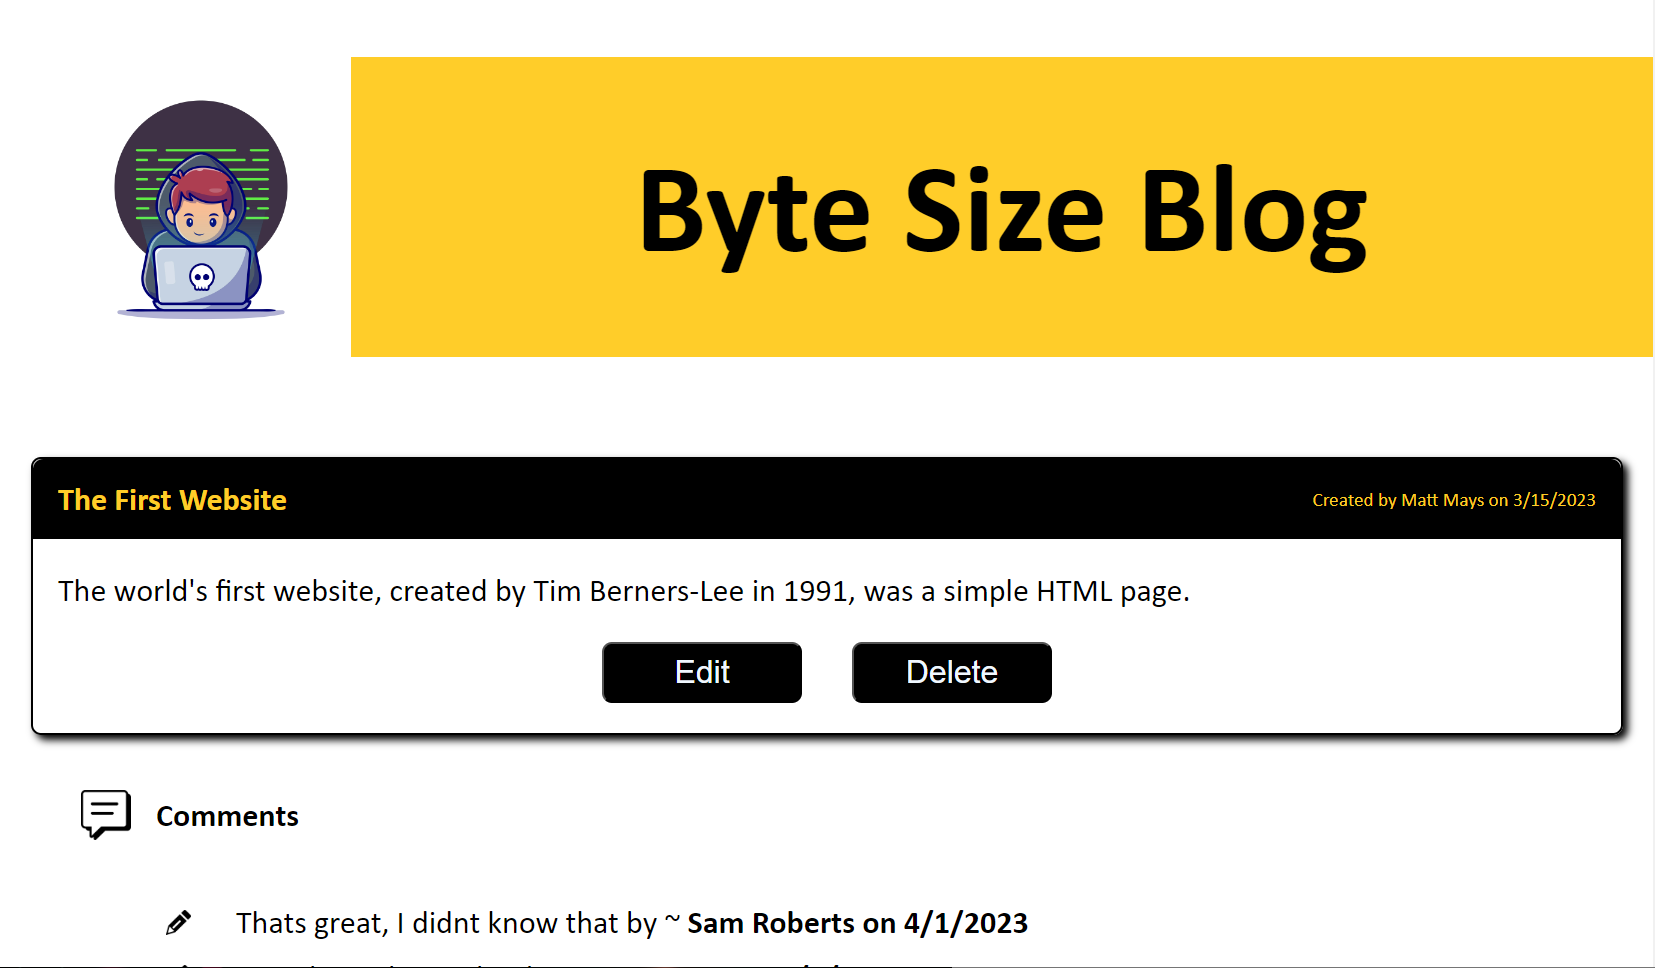 Byte Size Blog
The First Website
Created by Matt Mays on 3/15/2023
The world's first website, created by Tim Berners-Lee in 1991, was a simple HTML page.
Edit
Delete
Comments
Thats great, I didnt know that by ~ Sam Roberts on 4/1/2023